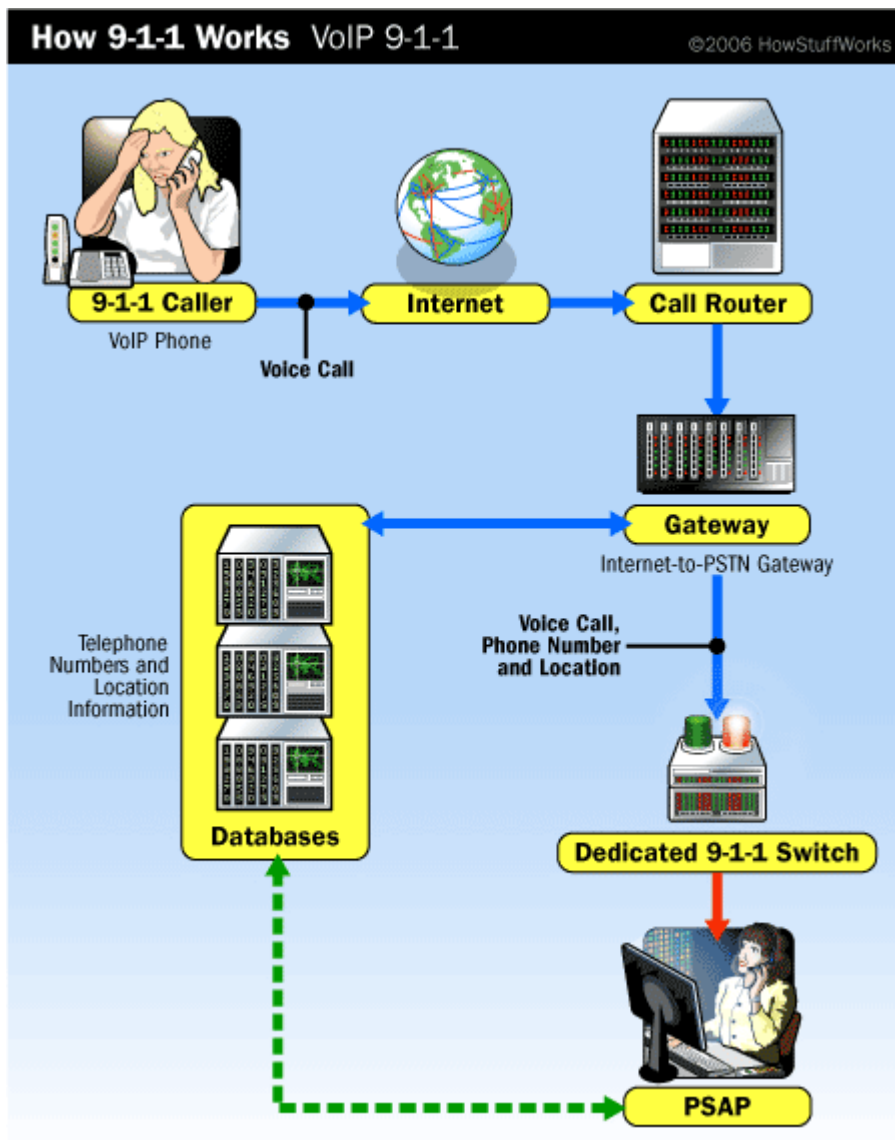 How 9-1-1 Works VoIP 9-1-1
©2006 HowStuffWorks
9-1-1 Caller
VoIP Phone
Voice Call
Internet
Call Router
Gateway
Internet-to-PSTN Gateway
Telephone
Numbers and
Location
Information
Databases
Voice Call,
Phone Number
and Location
Dedicated 9-1-1 Switch
PSAP